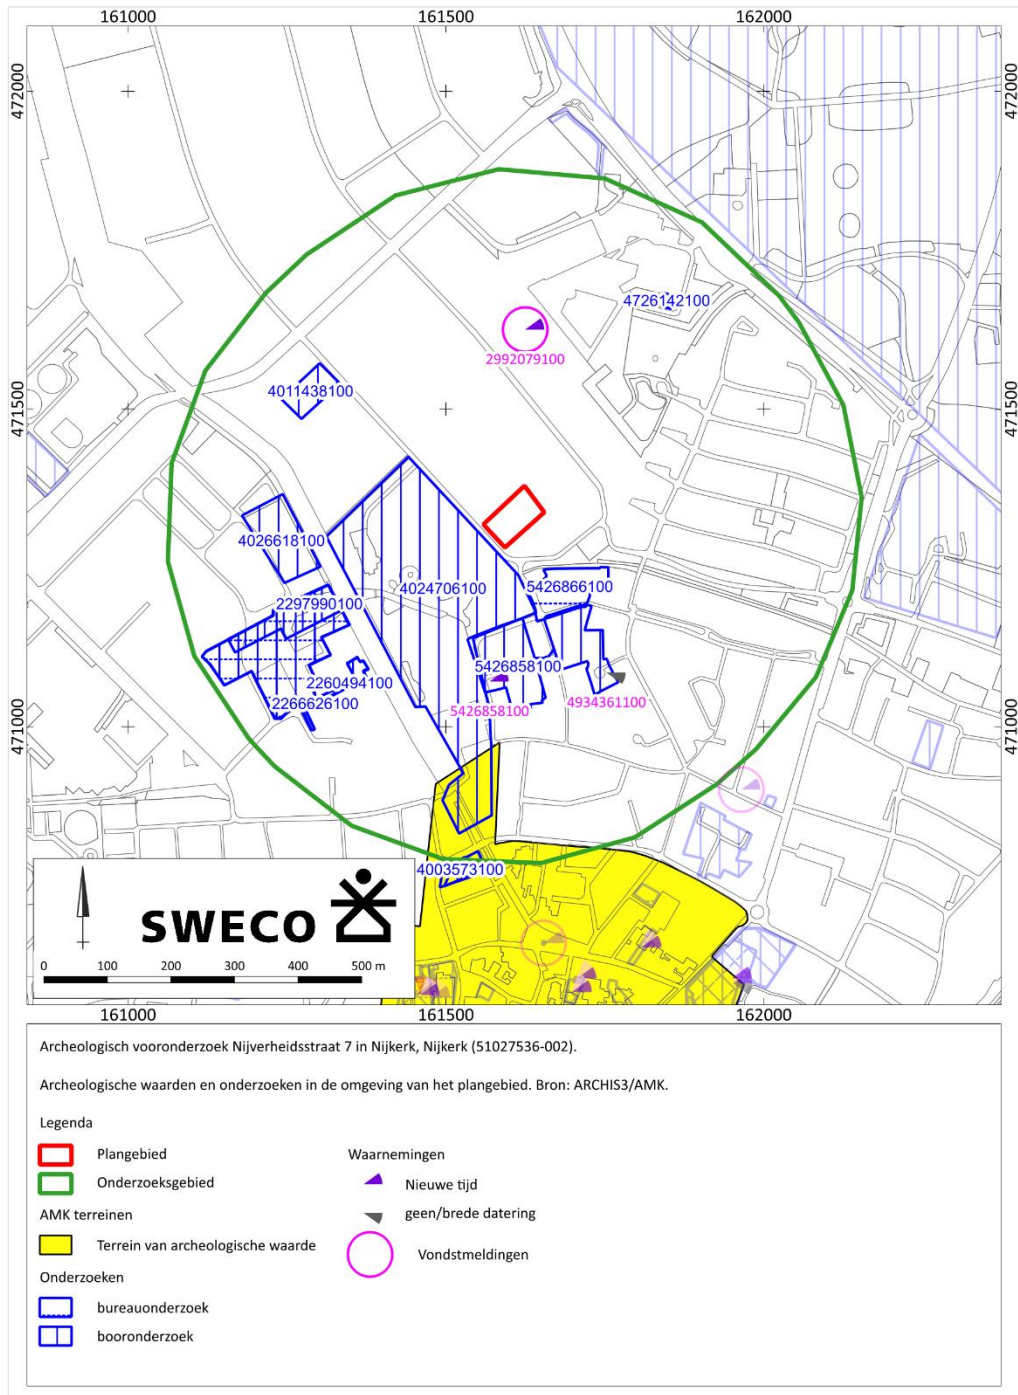 161000 161500 162000
472000 472000
4726142100
2992079100
4011438100
471500 471500
4026618100
4024706100
5426866100
2297990100
5426858100
2260494100
2266626100
5426858100
4934361100
471000 471000
4003573100
SWECO
0 100 200 300 400 500 m
161000 161500 162000
Archeologisch vooronderzoek Nijverheidsstraat 7 in Nijkerk, Nijkerk (51027536-002).
Archeologische waarden en onderzoeken in de omgeving van het plangebied. Bron: ARCHIS3/AMK.
Legenda
Plangebied
Onderzoeksgebied
AMK terreinen
Terrein van archeologische waarde
Onderzoeken
bureauonderzoek
booronderzoek
Waarnemingen
Nieuwe tijd
geen/brede datering
Vondstmeldingen